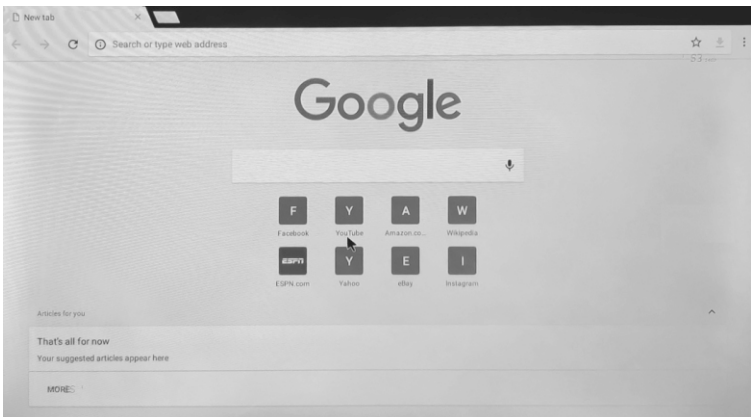 New tab
Search or type web address
53
Google
F Y A W
Facebook YouTube Amazon.co... Wikipedia
ESPN Y E I
ESPN.com Yahoo eBay Instagram
Articles for you
That's all for now
Your suggested articles appear here
MORE